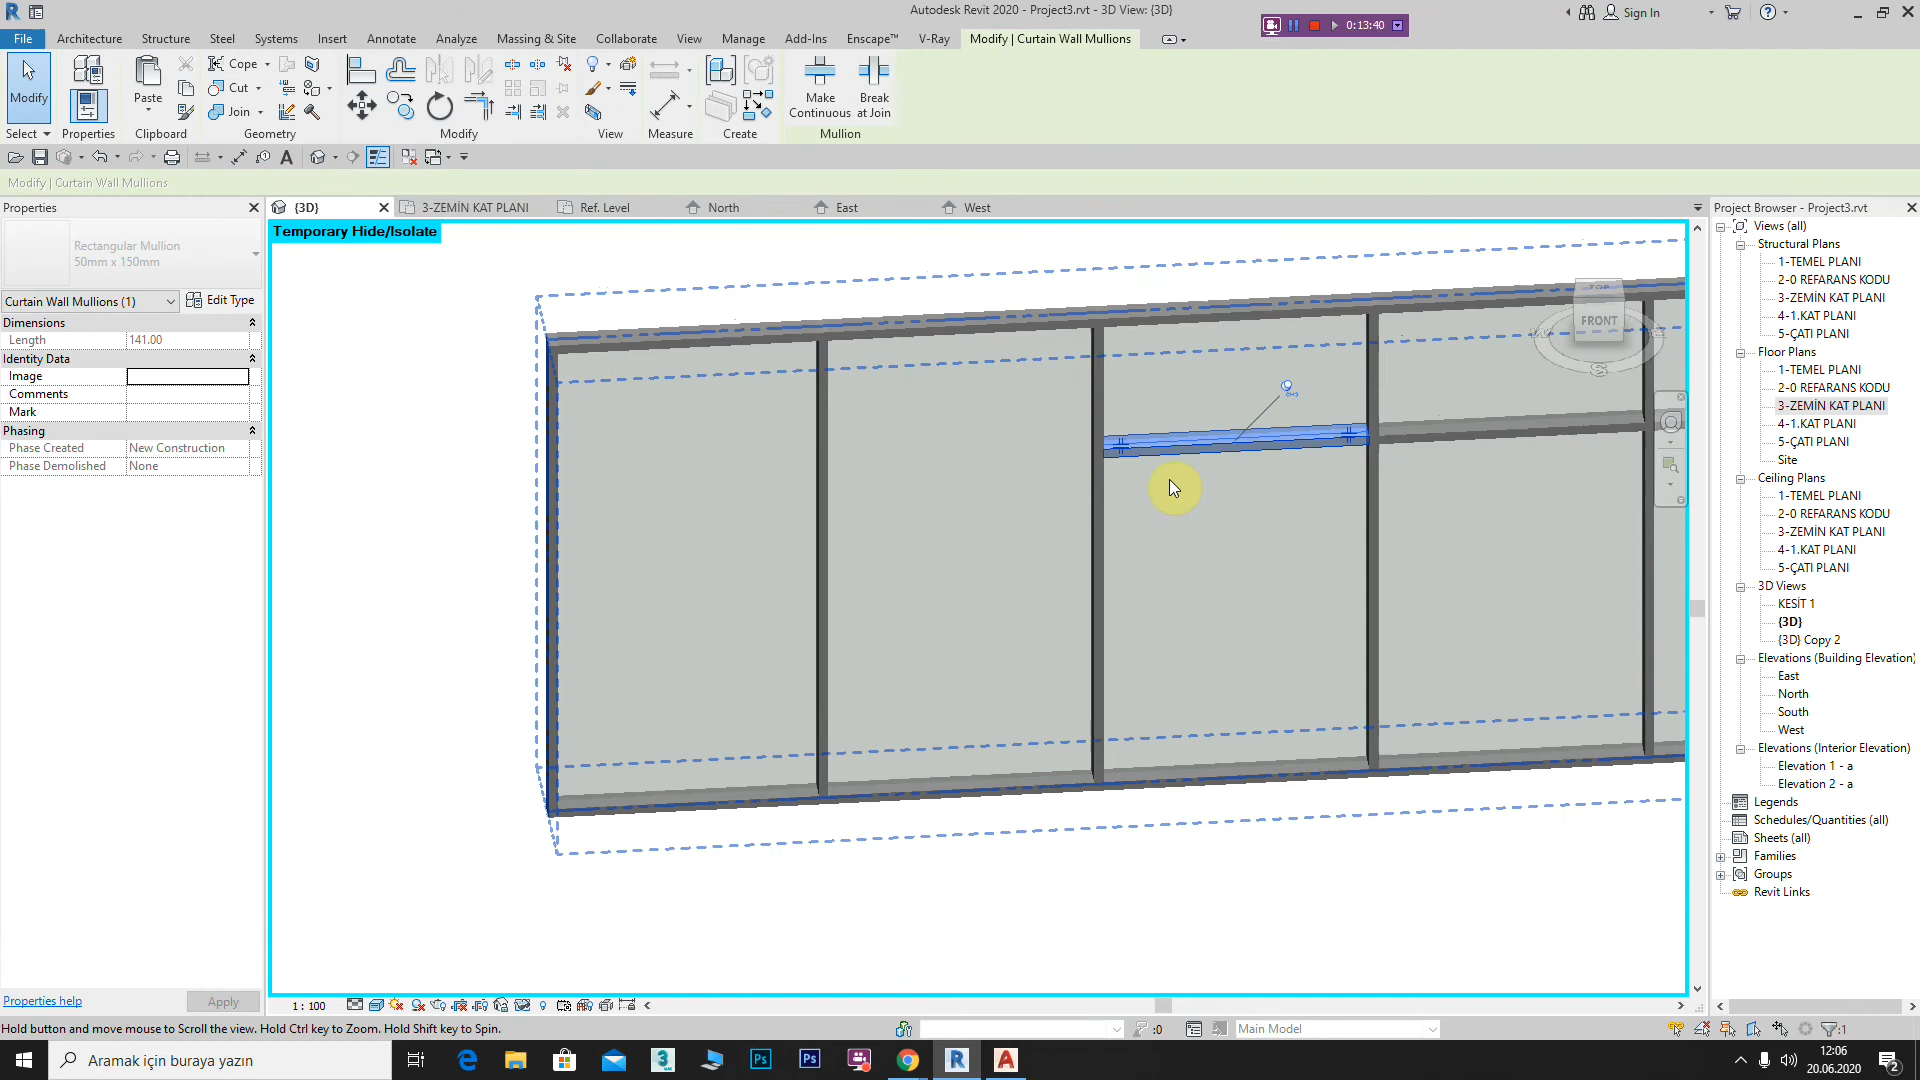 Autodesk Revit 2020 - Project3.rvt - 3D View: {3D}
0:13:40
Sign In
File
Architecture
Structure
Steel
Systems
Insert
Annotate
Analyze
Massing & Site
Collaborate
View
Manage
Add-Ins
Enscape™
V-Ray
Modify | Curtain Wall Mullions
Modify
Paste
Cope
Cut
Join
Make Continuous
Break at Join
Select
Properties
Clipboard
Geometry
Modify
View
Measure
Create
Mullion
Modify | Curtain Wall Mullions
Properties
{3D}
3-ZEMİN KAT PLANI
Ref. Level
North
East
West
Project Browser - Project3.rvt
Rectangular Mullion
50mm x 150mm
Curtain Wall Mullions (1)
Edit Type
Dimensions
Length 141.00
Identity Data
Image
Comments
Mark
Phasing
Phase Created New Construction
Phase Demolished None
Properties help
Apply
Temporary Hide/Isolate
TOP
FRONT
S
Views (all)
Structural Plans
1-TEMEL PLANI
2-0 REFARANS KODU
3-ZEMİN KAT PLANI
4-1.KAT PLANI
5-ÇATI PLANI
Floor Plans
1-TEMEL PLANI
2-0 REFARANS KODU
3-ZEMİN KAT PLANI
4-1.KAT PLANI
5-ÇATI PLANI
Site
Ceiling Plans
1-TEMEL PLANI
2-0 REFARANS KODU
3-ZEMİN KAT PLANI
4-1.KAT PLANI
5-ÇATI PLANI
3D Views
KESİT 1
{3D}
{3D} Copy 2
Elevations (Building Elevation)
East
North
South
West
Elevations (Interior Elevation)
Elevation 1 - a
Elevation 2 - a
Legends
Schedules/Quantities (all)
Sheets (all)
Families
Groups
Revit Links
1 : 100
Hold button and move mouse to Scroll the view. Hold Ctrl key to Zoom. Hold Shift key to Spin.
:0
Main Model
:1
Aramak için buraya yazın
12:06
20.06.2020
2